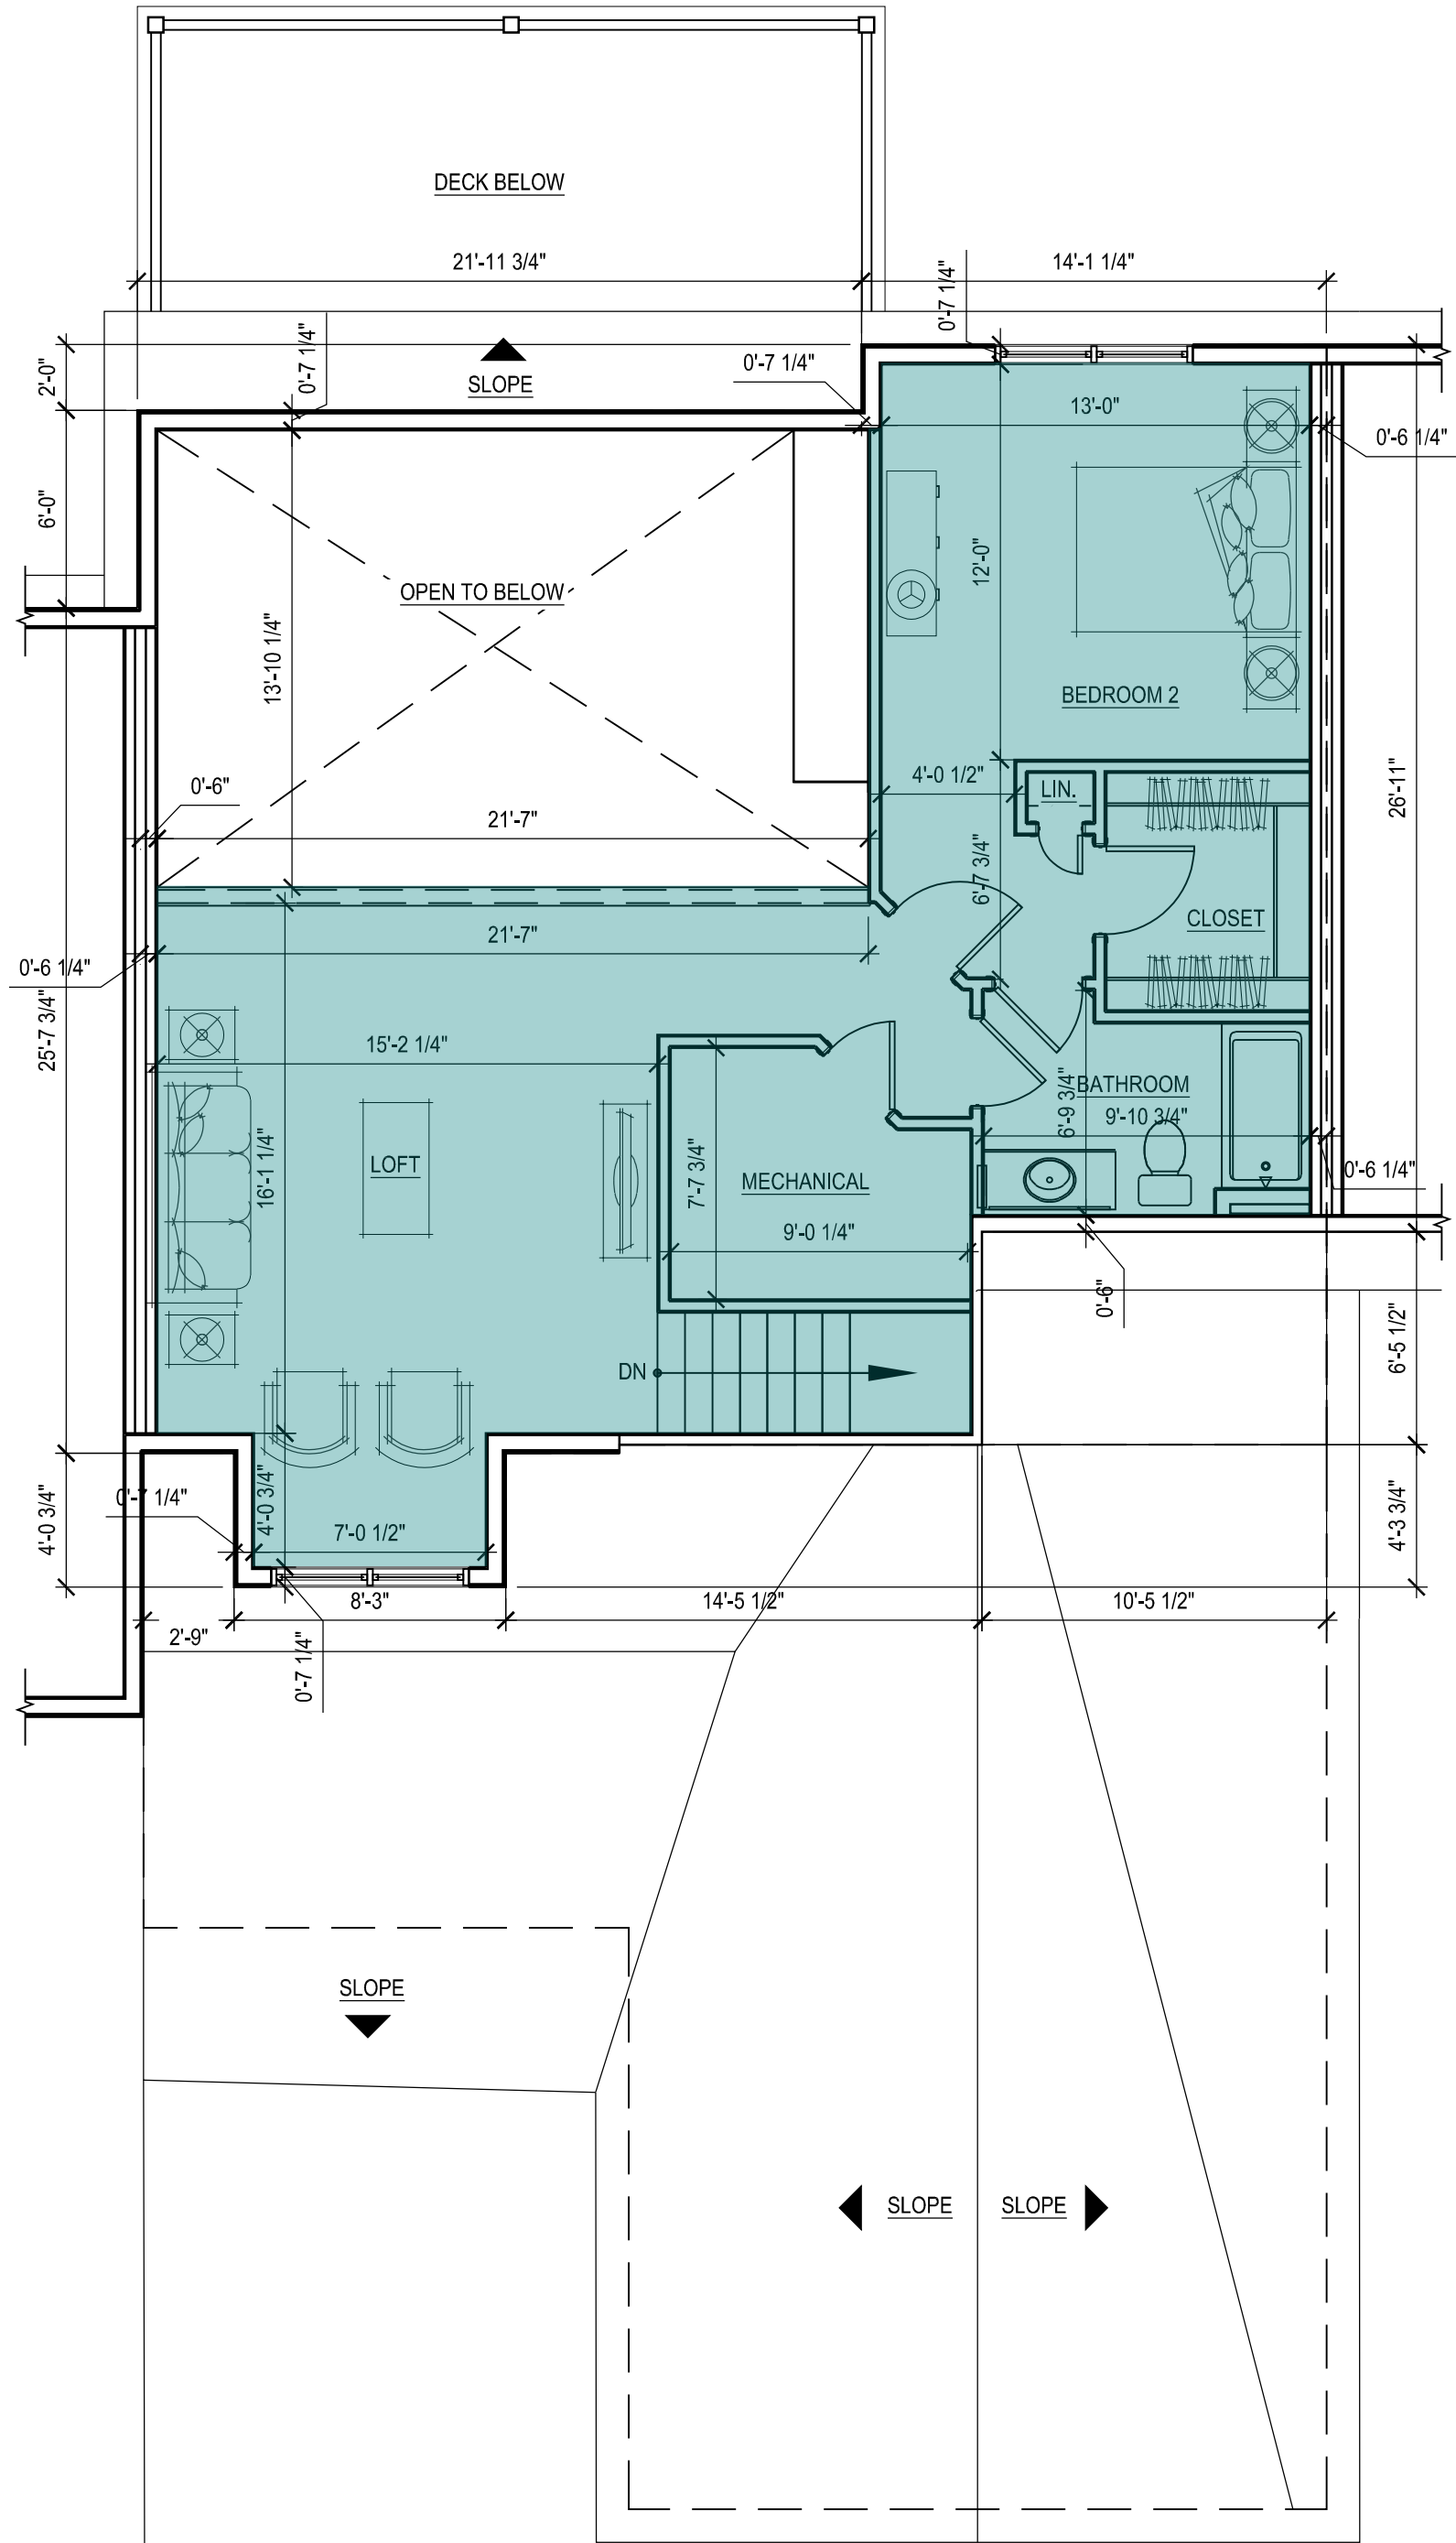 DECK BELOW
21'-11 3/4"
14'-1 1/4"
0'-7 1/4"
0'-7 1/4"
2'-0"
SLOPE
0'-7 1/4"
13'-0"
0'-6 1/4"
6'-0"
OPEN TO BELOW
12'-0"
13'-10 1/4"
BEDROOM 2
0'-6"
4'-0 1/2"
LIN.
26'-11"
21'-7"
6'-7 3/4"
CLOSET
21'-7"
0'-6 1/4"
25'-7 3/4"
15'-2 1/4"
BATHROOM
6'-9 3/4"
9'-10 3/4"
LOFT
16'-1 1/4"
7'-7 3/4"
MECHANICAL
0'-6 1/4"
9'-0 1/4"
0'-6"
6'-5 1/2"
DN
0'-7 1/4"
4'-0 3/4"
4'-0 3/4"
7'-0 1/2"
4'-3 3/4"
8'-3"
14'-5 1/2"
10'-5 1/2"
2'-9"
0'-7 1/4"
SLOPE
SLOPE
SLOPE